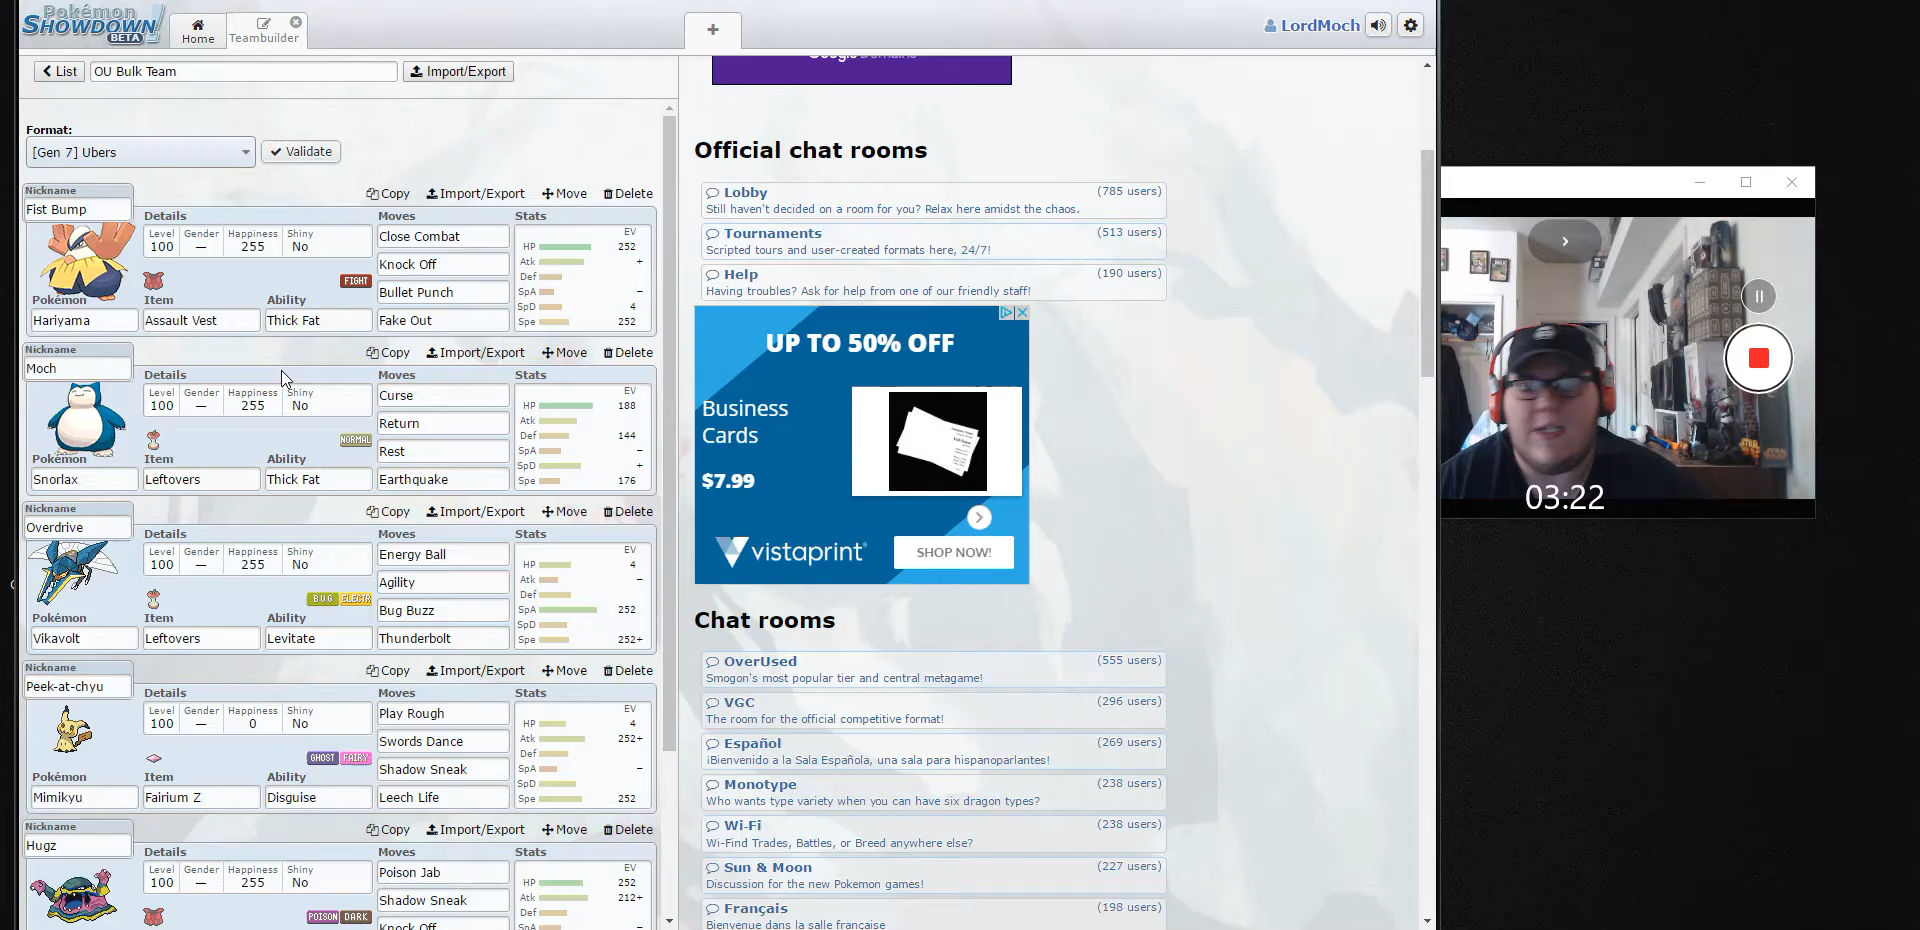 Pokémon
SHOWDOWN!
BETA
Home
Teambuilder
+
LordMoch
List
OU Bulk Team
Import/Export
Format:
[Gen 7] Ubers
Validate
Nickname
Fist Bump
Copy Import/Export Move Delete
Details Moves Stats
Level Gender Happiness Shiny
100 — 255 No
FIGHT
Pokémon Item Ability
Hariyama Assault Vest Thick Fat
Close Combat
Knock Off
Bullet Punch
Fake Out
EV
HP 252
Atk +
Def
SpA −
SpD 4
Spe 252
Nickname
Moch
Copy Import/Export Move Delete
Details Moves Stats
Level Gender Happiness Shiny
100 — 255 No
NORMAL
Pokémon Item Ability
Snorlax Leftovers Thick Fat
Curse
Return
Rest
Earthquake
EV
HP 188
Atk
Def 144
SpA −
SpD +
Spe 176
Nickname
Overdrive
Copy Import/Export Move Delete
Details Moves Stats
Level Gender Happiness Shiny
100 — 255 No
BUG ELECTR
Pokémon Item Ability
Vikavolt Leftovers Levitate
Energy Ball
Agility
Bug Buzz
Thunderbolt
EV
HP 4
Atk −
Def
SpA 252
SpD
Spe 252+
Nickname
Peek-at-chyu
Copy Import/Export Move Delete
Details Moves Stats
Level Gender Happiness Shiny
100 — 0 No
GHOST FAIRY
Pokémon Item Ability
Mimikyu Fairium Z Disguise
Play Rough
Swords Dance
Shadow Sneak
Leech Life
EV
HP 4
Atk 252+
Def
SpA −
SpD
Spe 252
Nickname
Hugz
Copy Import/Export Move Delete
Details Moves Stats
Level Gender Happiness Shiny
100 — 255 No
POISON DARK
Poison Jab
Shadow Sneak
Knock Off
EV
HP 252
Atk 212+
Def
Official chat rooms
Lobby (785 users)
Still haven't decided on a room for you? Relax here amidst the chaos.
Tournaments (513 users)
Scripted tours and user-created formats here, 24/7!
Help (190 users)
Having troubles? Ask for help from one of our friendly staff!
UP TO 50% OFF
Business
Cards
$7.99
vistaprint
SHOP NOW!
Chat rooms
OverUsed (555 users)
Smogon's most popular tier and central metagame!
VGC (296 users)
The room for the official competitive format!
Español (269 users)
¡Bienvenido a la Sala Española, una sala para hispanoparlantes!
Monotype (238 users)
Who wants type variety when you can have six dragon types?
Wi-Fi (238 users)
Wi-Find Trades, Battles, or Breed anywhere else?
Sun & Moon (227 users)
Discussion for the new Pokemon games!
Français (198 users)
Bienvenue dans la salle française
03:22